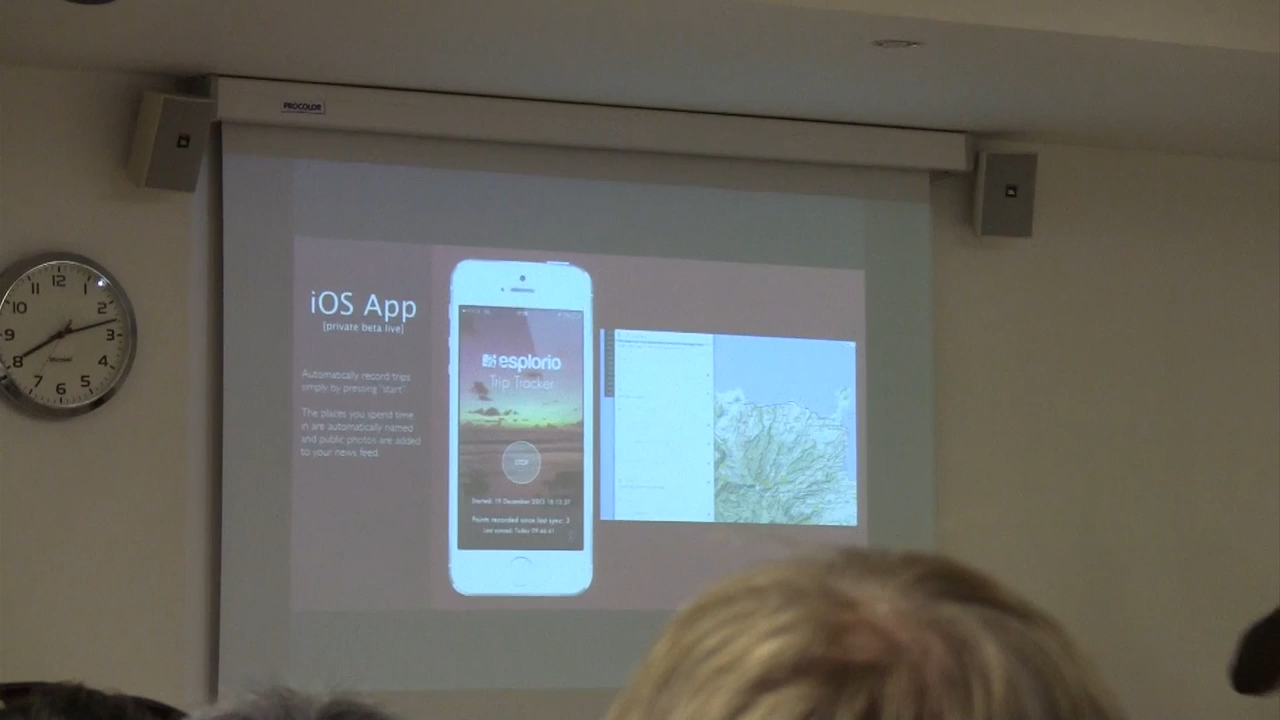 PROCOLOR
12
11
1
10
2
9
3
8
4
7
5
6
iOS App
[private beta live]
Automatically record trips
simply by pressing "start".
The places you spend time
in are automatically named
and public photos are added
to your news feed.
esplorio
Trip Tracker
STOP
Started: 19 December 2013 18:13:37
Points recorded since last sync: 3
Last synced: Today 09:46:41